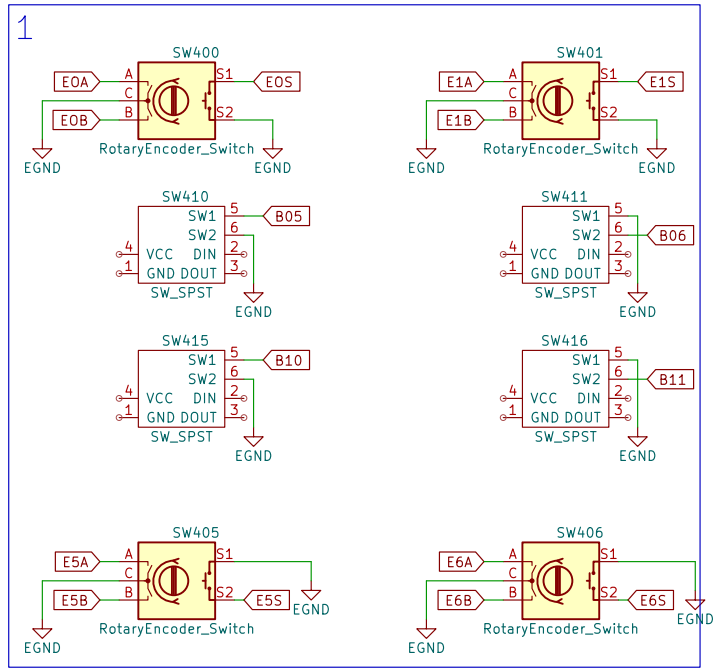 1
SW400
SW401
E0A A S1 E0S
E1A A S1 E1S
C
C
E0B B S2
E1B B S2
RotaryEncoder_Switch
RotaryEncoder_Switch
EGND
EGND
EGND
EGND
SW410
SW411
SW1 5 B05
SW1 5
SW2 6
SW2 6 B06
4 VCC DIN 2
4 VCC DIN 2
1 GND DOUT 3
1 GND DOUT 3
SW_SPST
SW_SPST
EGND
EGND
SW415
SW416
SW1 5 B10
SW1 5
SW2 6
SW2 6 B11
4 VCC DIN 2
4 VCC DIN 2
1 GND DOUT 3
1 GND DOUT 3
SW_SPST
SW_SPST
EGND
EGND
SW405
SW406
E5A A S1
E6A A S1
C
C
E5B B S2 E5S
E6B B S2 E6S
EGND
EGND
RotaryEncoder_Switch
RotaryEncoder_Switch
EGND
EGND